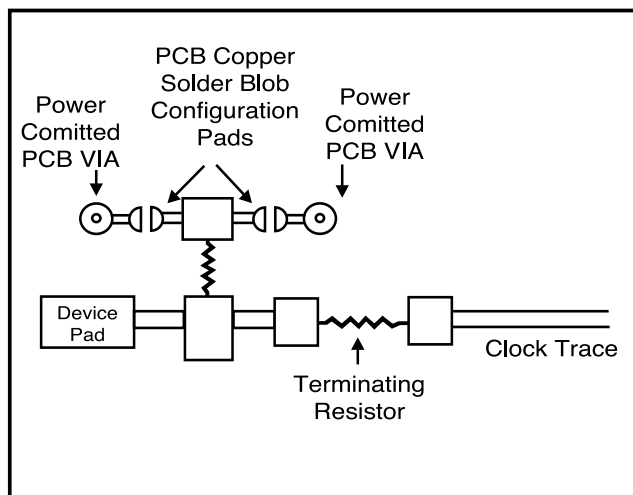 PCB Copper
Solder Blob
Configuration
Pads
Power
Comitted
PCB VIA
Power
Comitted
PCB VIA
Device
Pad
Clock Trace
Terminating
Resistor